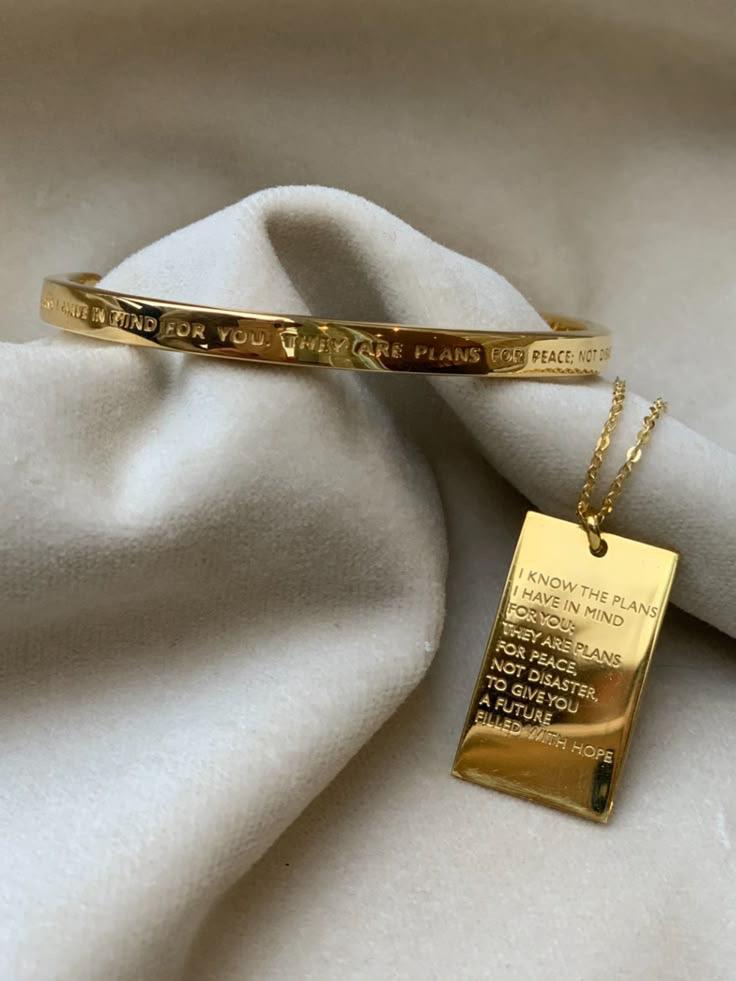 I HAVE IN MIND FOR YOU: THEY ARE PLANS FOR PEACE; NOT
I KNOW THE PLANS
I HAVE IN MIND
FOR YOU:
THEY ARE PLANS
FOR PEACE,
NOT DISASTER,
TO GIVE YOU
A FUTURE
FILLED WITH HOPE